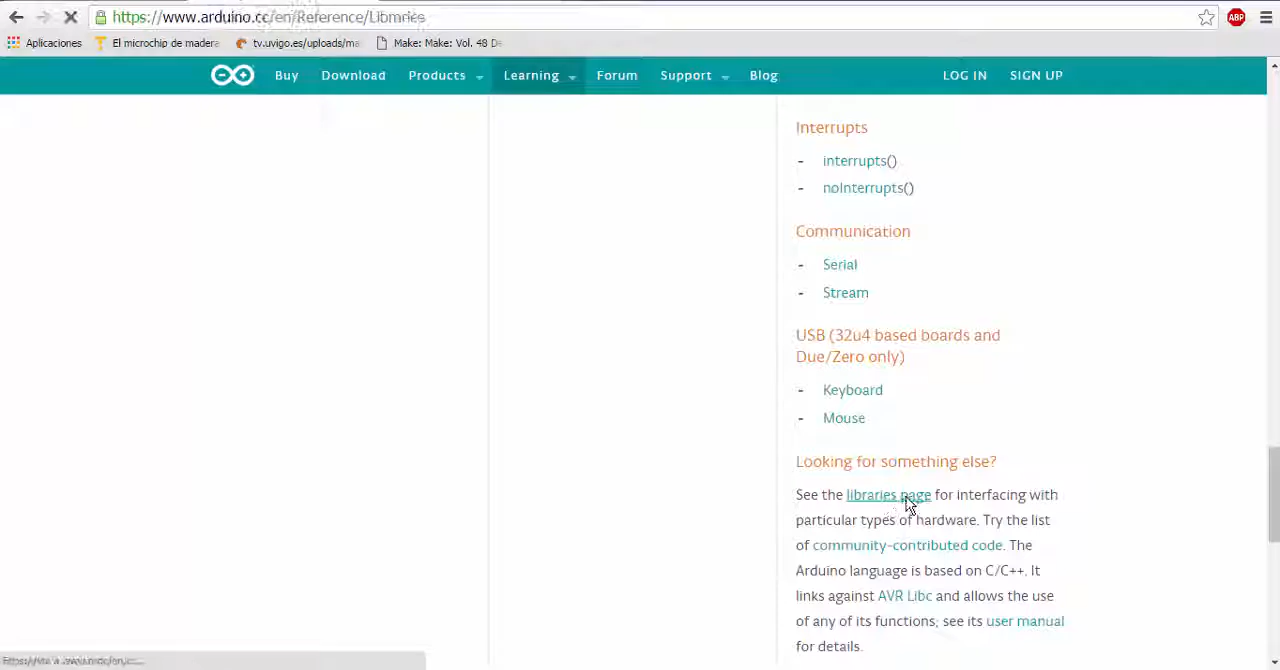 https://www.arduino.cc/en/Reference/Libraries
Aplicaciones El microchip de madera tv.uvigo.es/uploads/ma Make: Make: Vol. 48 De
Buy Download Products Learning Forum Support Blog LOG IN SIGN UP
ABP
Interrupts
- interrupts()
- noInterrupts()
Communication
- Serial
- Stream
USB (32u4 based boards and
Due/Zero only)
- Keyboard
- Mouse
Looking for something else?
See the libraries page for interfacing with
particular types of hardware. Try the list
of community-contributed code. The
Arduino language is based on C/C++. It
links against AVR Libc and allows the use
of any of its functions; see its user manual
for details.